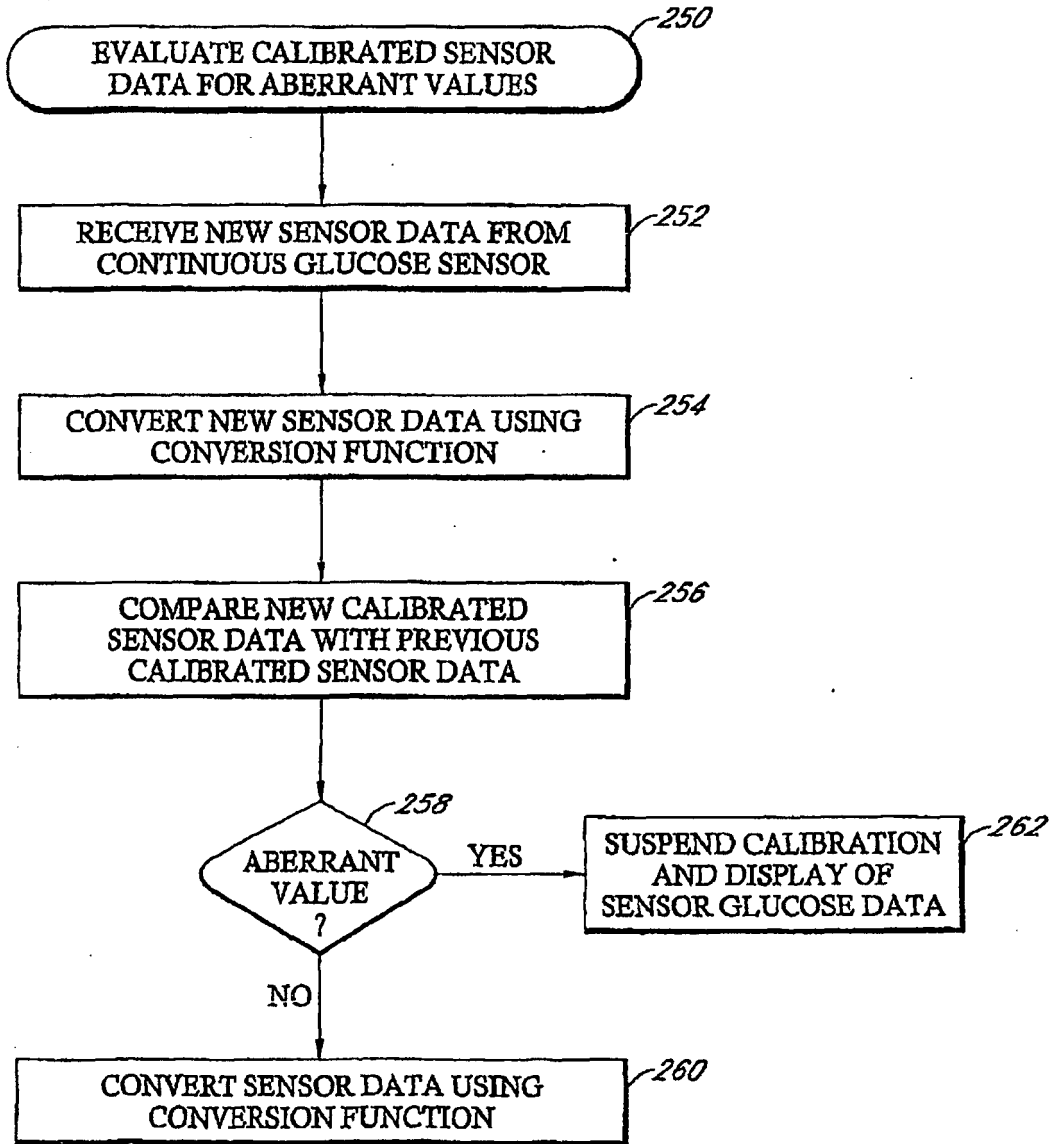 250
EVALUATE CALIBRATED SENSOR
DATA FOR ABERRANT VALUES
252
RECEIVE NEW SENSOR DATA FROM
CONTINUOUS GLUCOSE SENSOR
254
CONVERT NEW SENSOR DATA USING
CONVERSION FUNCTION
256
COMPARE NEW CALIBRATED
SENSOR DATA WITH PREVIOUS
CALIBRATED SENSOR DATA
258
ABERRANT
VALUE
?
YES
262
SUSPEND CALIBRATION
AND DISPLAY OF
SENSOR GLUCOSE DATA
NO
260
CONVERT SENSOR DATA USING
CONVERSION FUNCTION